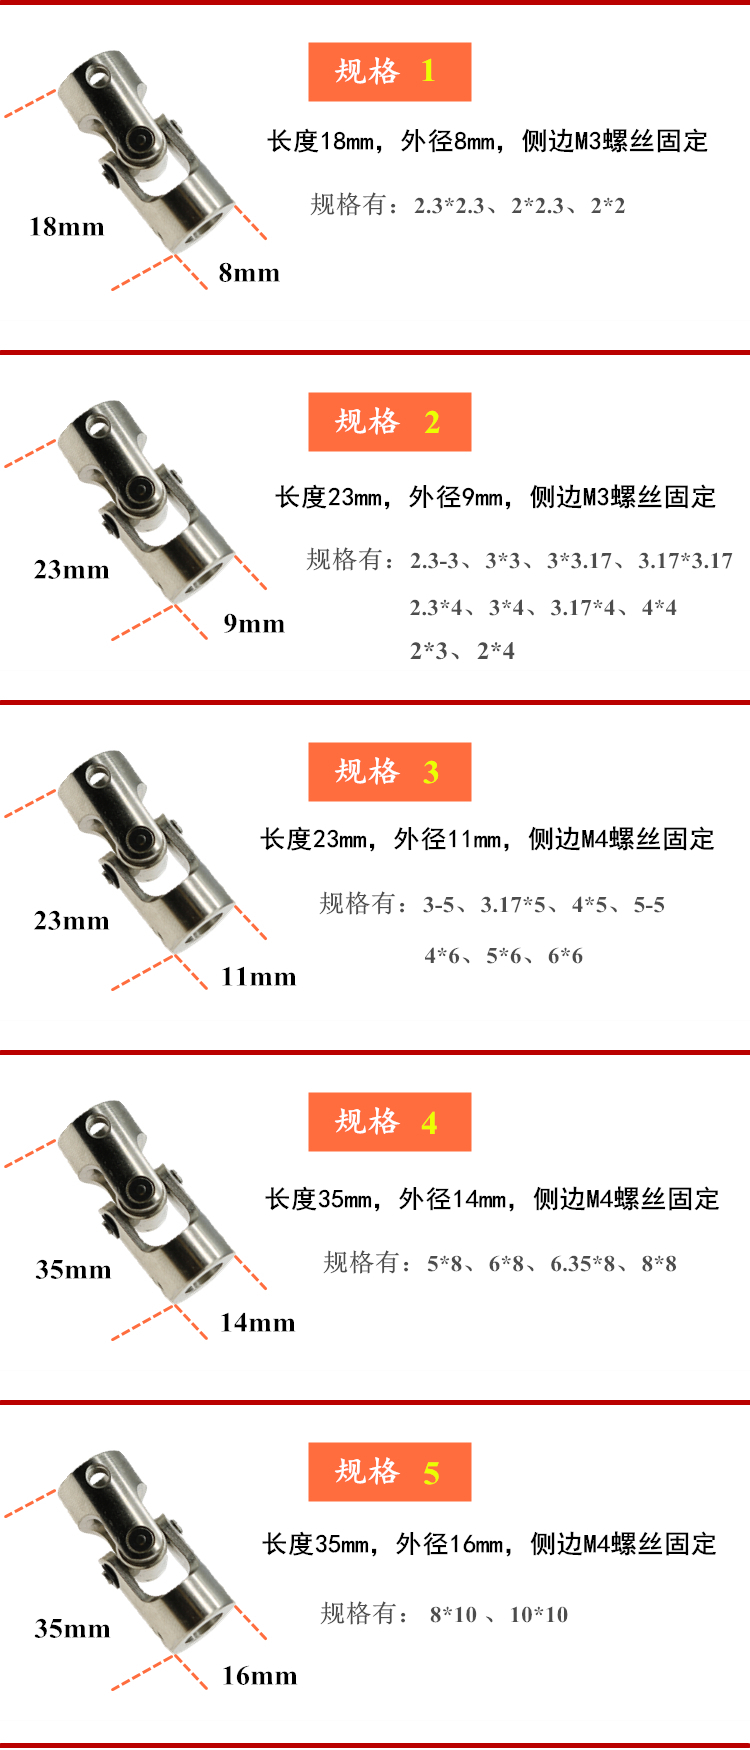 规格 1
长度18mm，外径8mm，侧边M3螺丝固定
规格有：2.3*2.3、2*2.3、2*2
18mm
8mm
规格 2
长度23mm，外径9mm，侧边M3螺丝固定
规格有：2.3-3、3*3、3*3.17、3.17*3.17
2.3*4、3*4、3.17*4、4*4
2*3、2*4
23mm
9mm
规格 3
长度23mm，外径11mm，侧边M4螺丝固定
规格有：3-5、3.17*5、4*5、5-5
4*6、5*6、6*6
23mm
11mm
规格 4
长度35mm，外径14mm，侧边M4螺丝固定
规格有：5*8、6*8、6.35*8、8*8
35mm
14mm
规格 5
长度35mm，外径16mm，侧边M4螺丝固定
规格有： 8*10 、10*10
35mm
16mm